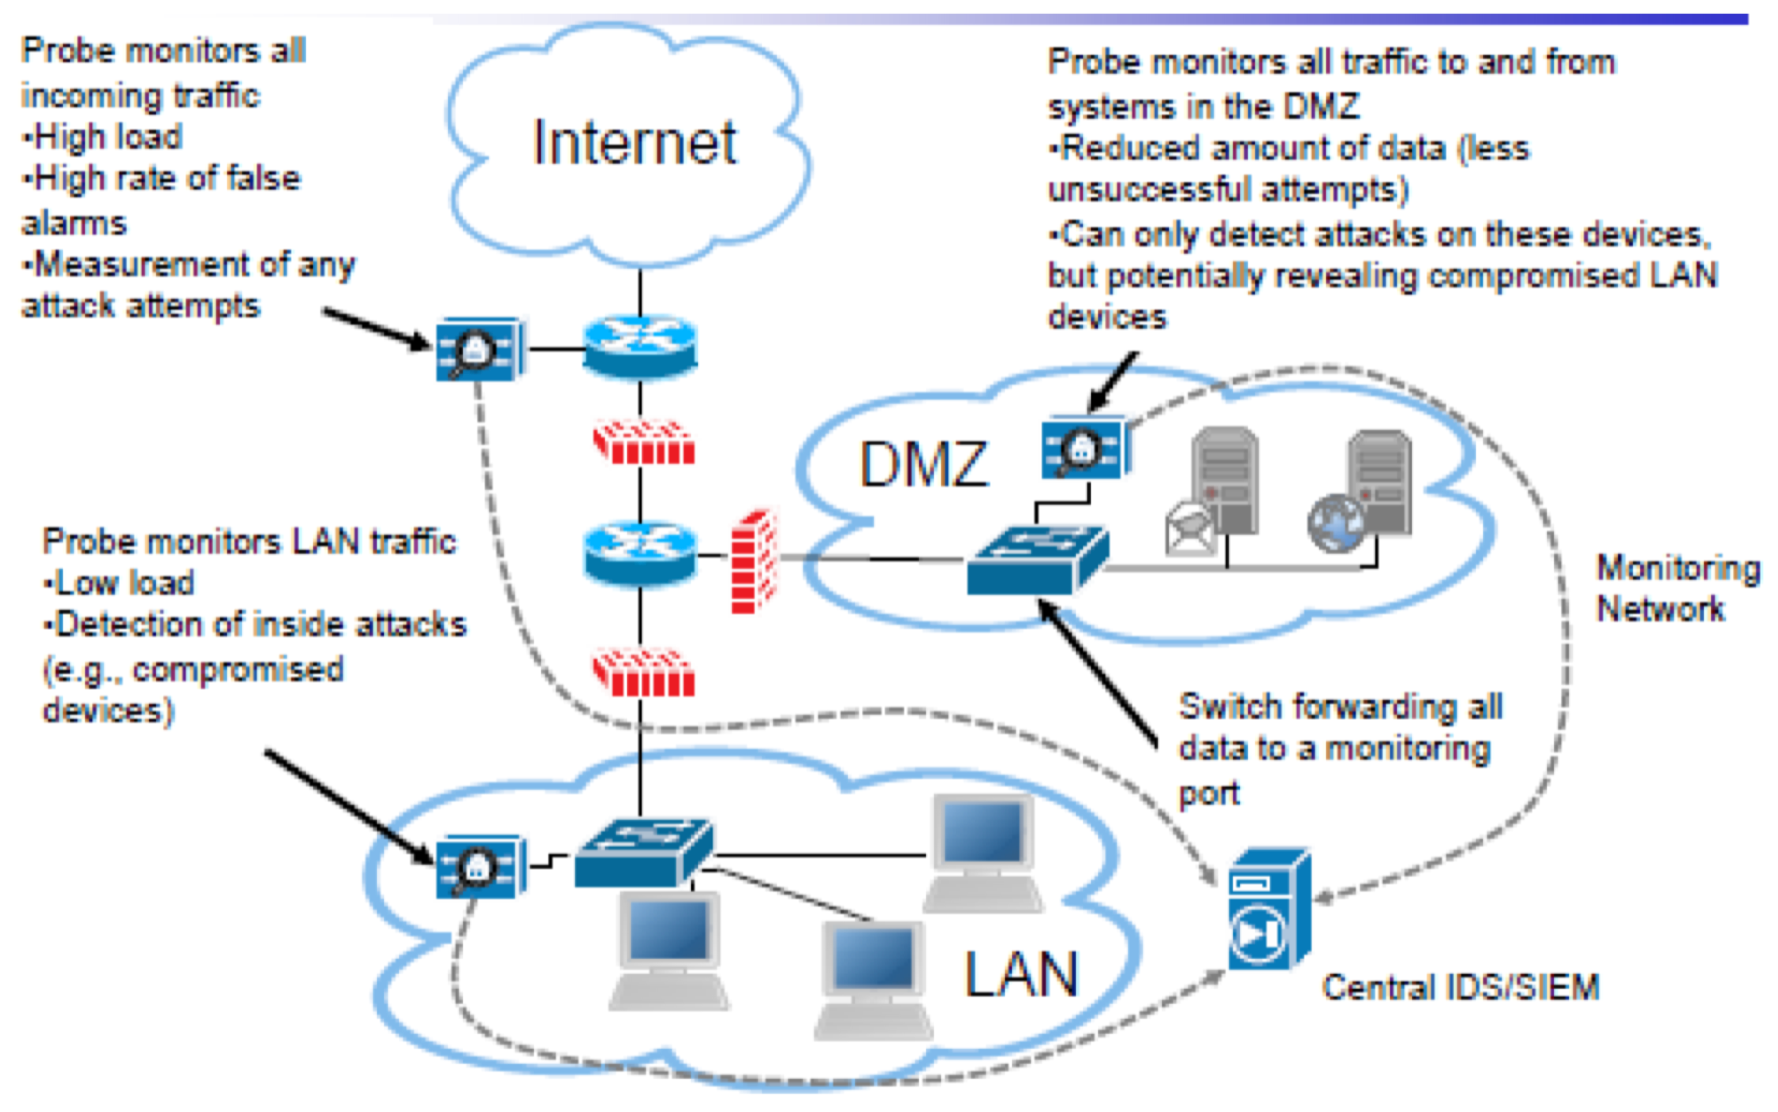 Probe monitors all
incoming traffic
•High load
•High rate of false
alarms
•Measurement of any
attack attempts
Internet
Probe monitors all traffic to and from
systems in the DMZ
•Reduced amount of data (less
unsuccessful attempts)
•Can only detect attacks on these devices,
but potentially revealing compromised LAN
devices
DMZ
Probe monitors LAN traffic
•Low load
•Detection of inside attacks
(e.g., compromised
devices)
Monitoring
Network
Switch forwarding all
data to a monitoring
port
LAN
Central IDS/SIEM